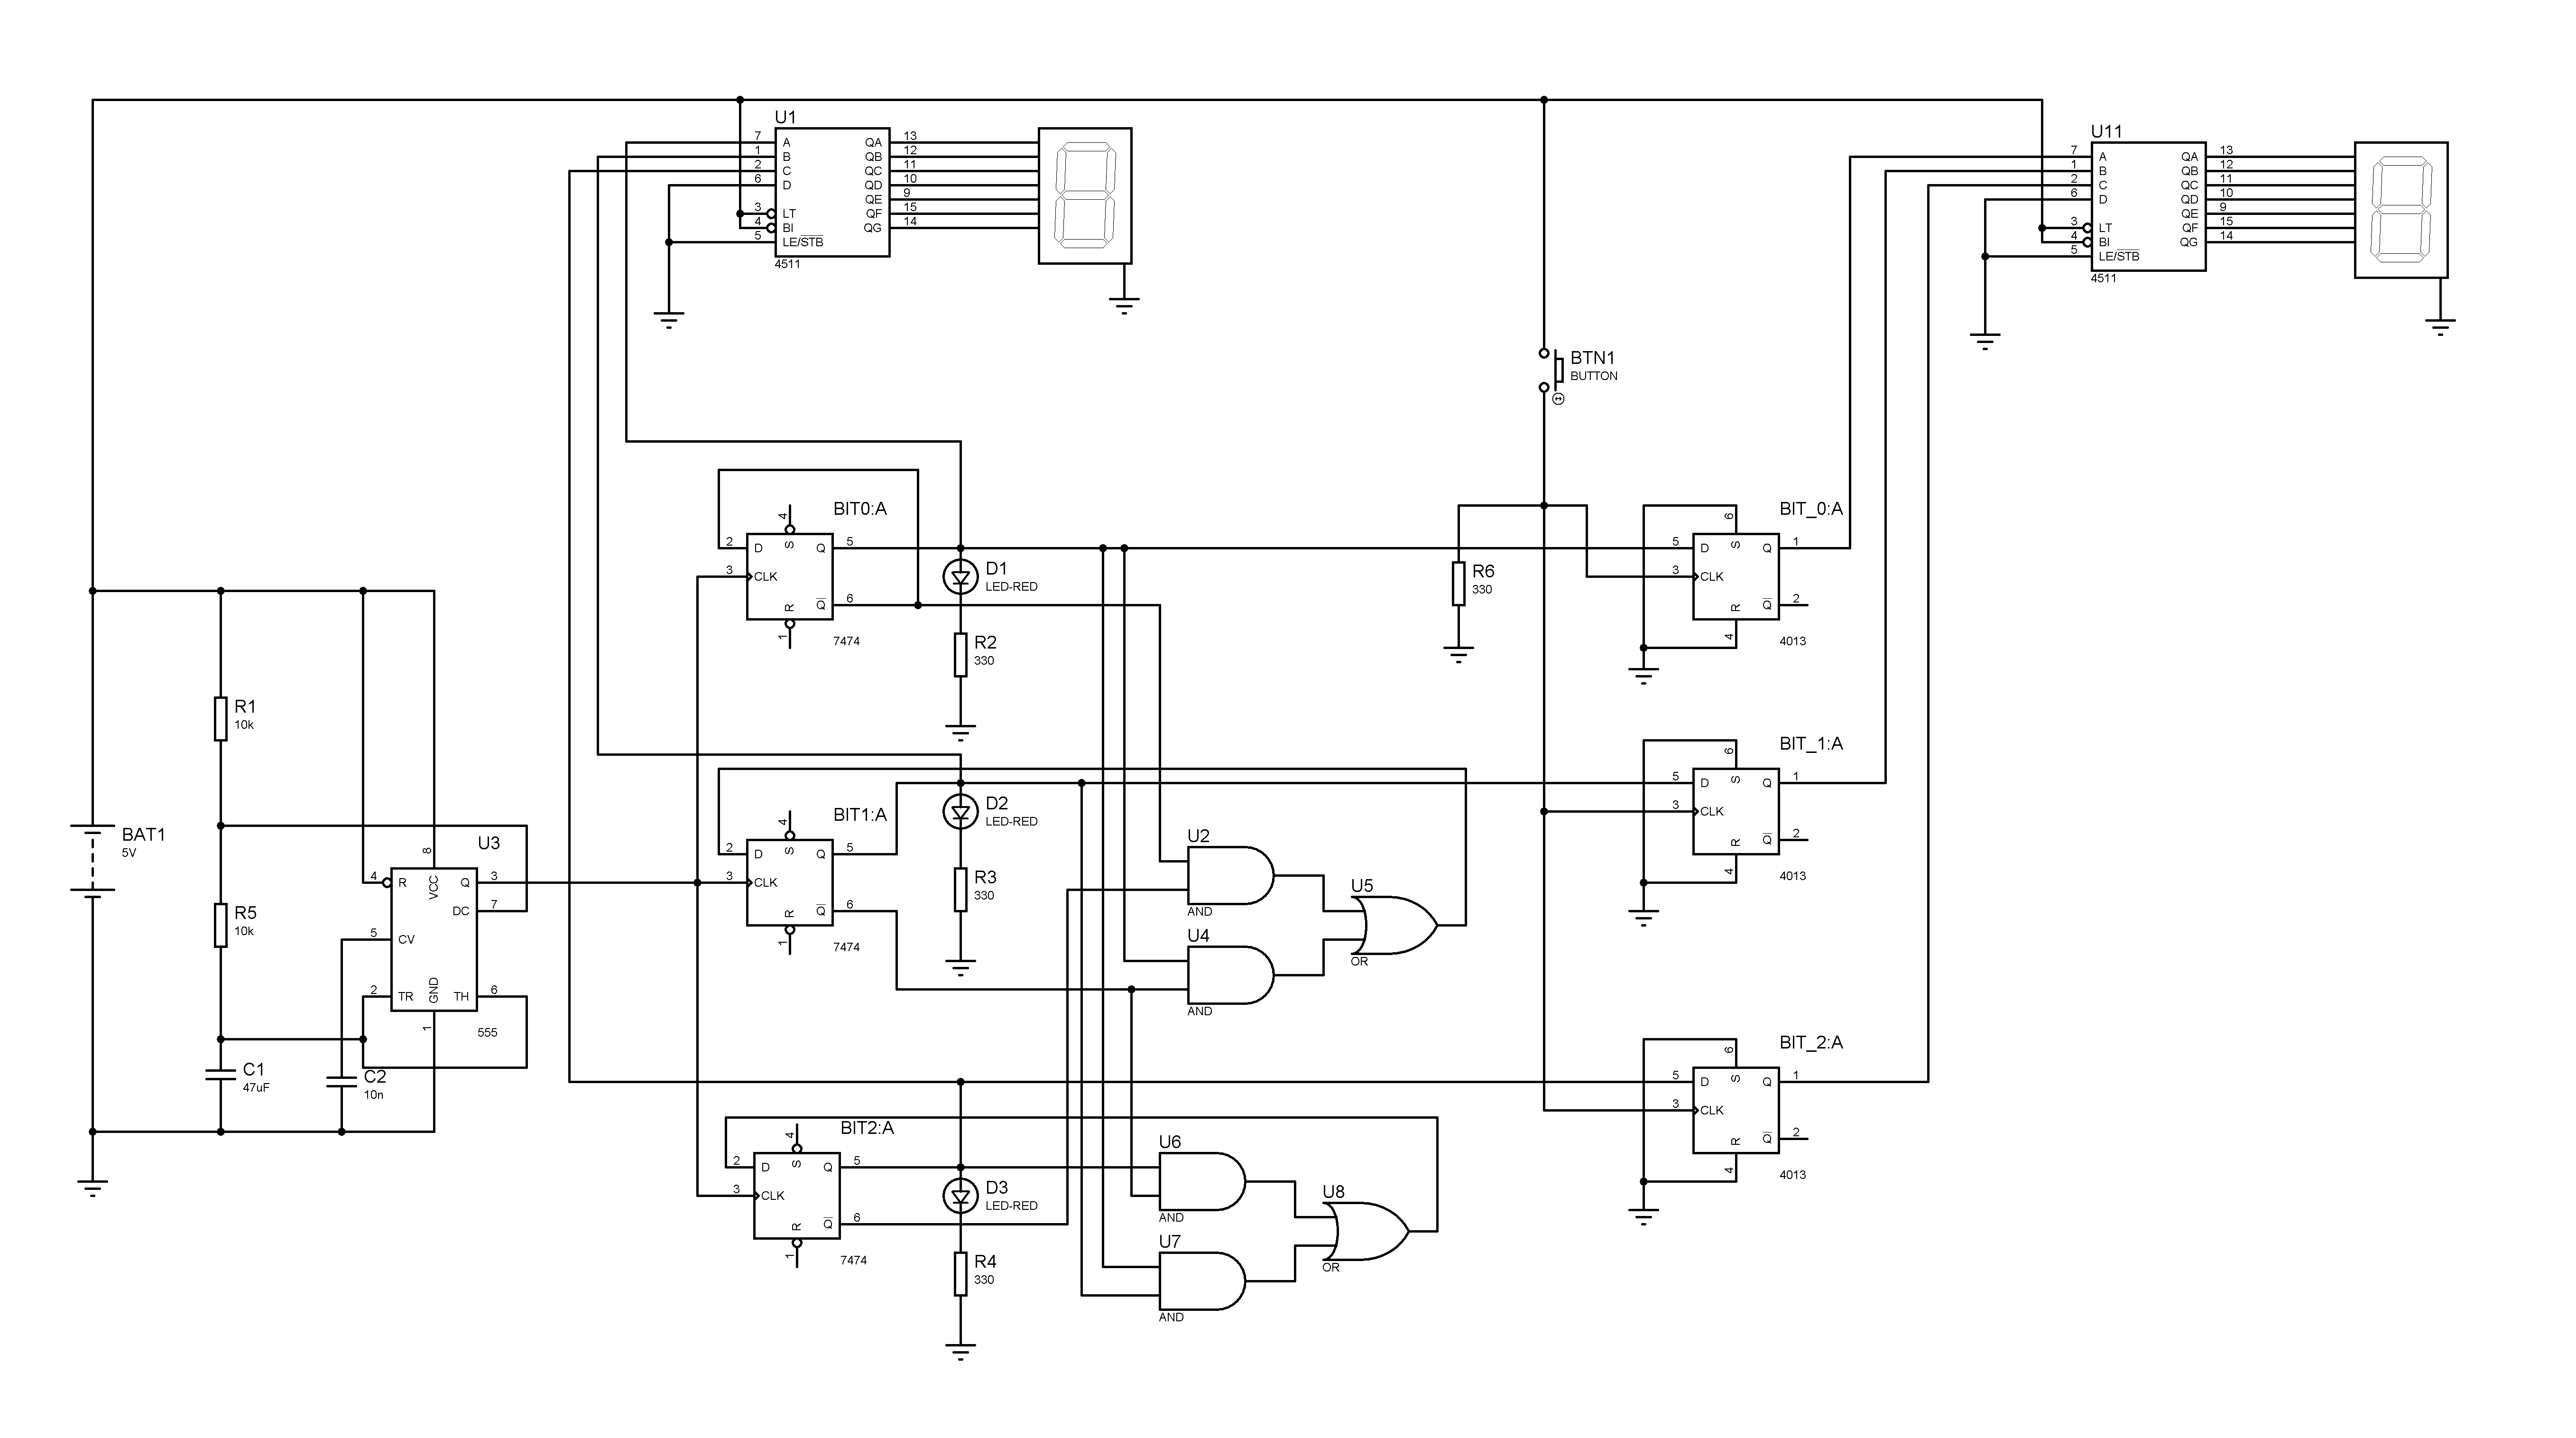 U1
7 A QA 13
1 B QB 12
2 C QC 11
6 D QD 10
QE 9
3 LT QF 15
4 BI QG 14
5 LE/STB
4511
U11
7 A QA 13
1 B QB 12
2 C QC 11
6 D QD 10
QE 9
3 LT QF 15
4 BI QG 14
5 LE/STB
4511
BTN1
BUTTON
BIT0:A
4
2 D S Q 5
3 CLK
R Q 6
1
7474
D1
LED-RED
R2
330
R6
330
BIT_0:A
6
5 D S Q 1
3 CLK
R Q 2
4
4013
R1
10k
BAT1
5V
R5
10k
C1
47uF
C2
10n
U3
8
4 R VCC Q 3
DC 7
5 CV
2 TR GND TH 6
1
555
BIT1:A
4
2 D S Q 5
3 CLK
R Q 6
1
7474
D2
LED-RED
R3
330
U2
AND
U4
AND
U5
OR
BIT_1:A
6
5 D S Q 1
3 CLK
R Q 2
4
4013
BIT2:A
4
2 D S Q 5
3 CLK
R Q 6
1
7474
D3
LED-RED
R4
330
U6
AND
U7
AND
U8
OR
BIT_2:A
6
5 D S Q 1
3 CLK
R Q 2
4
4013